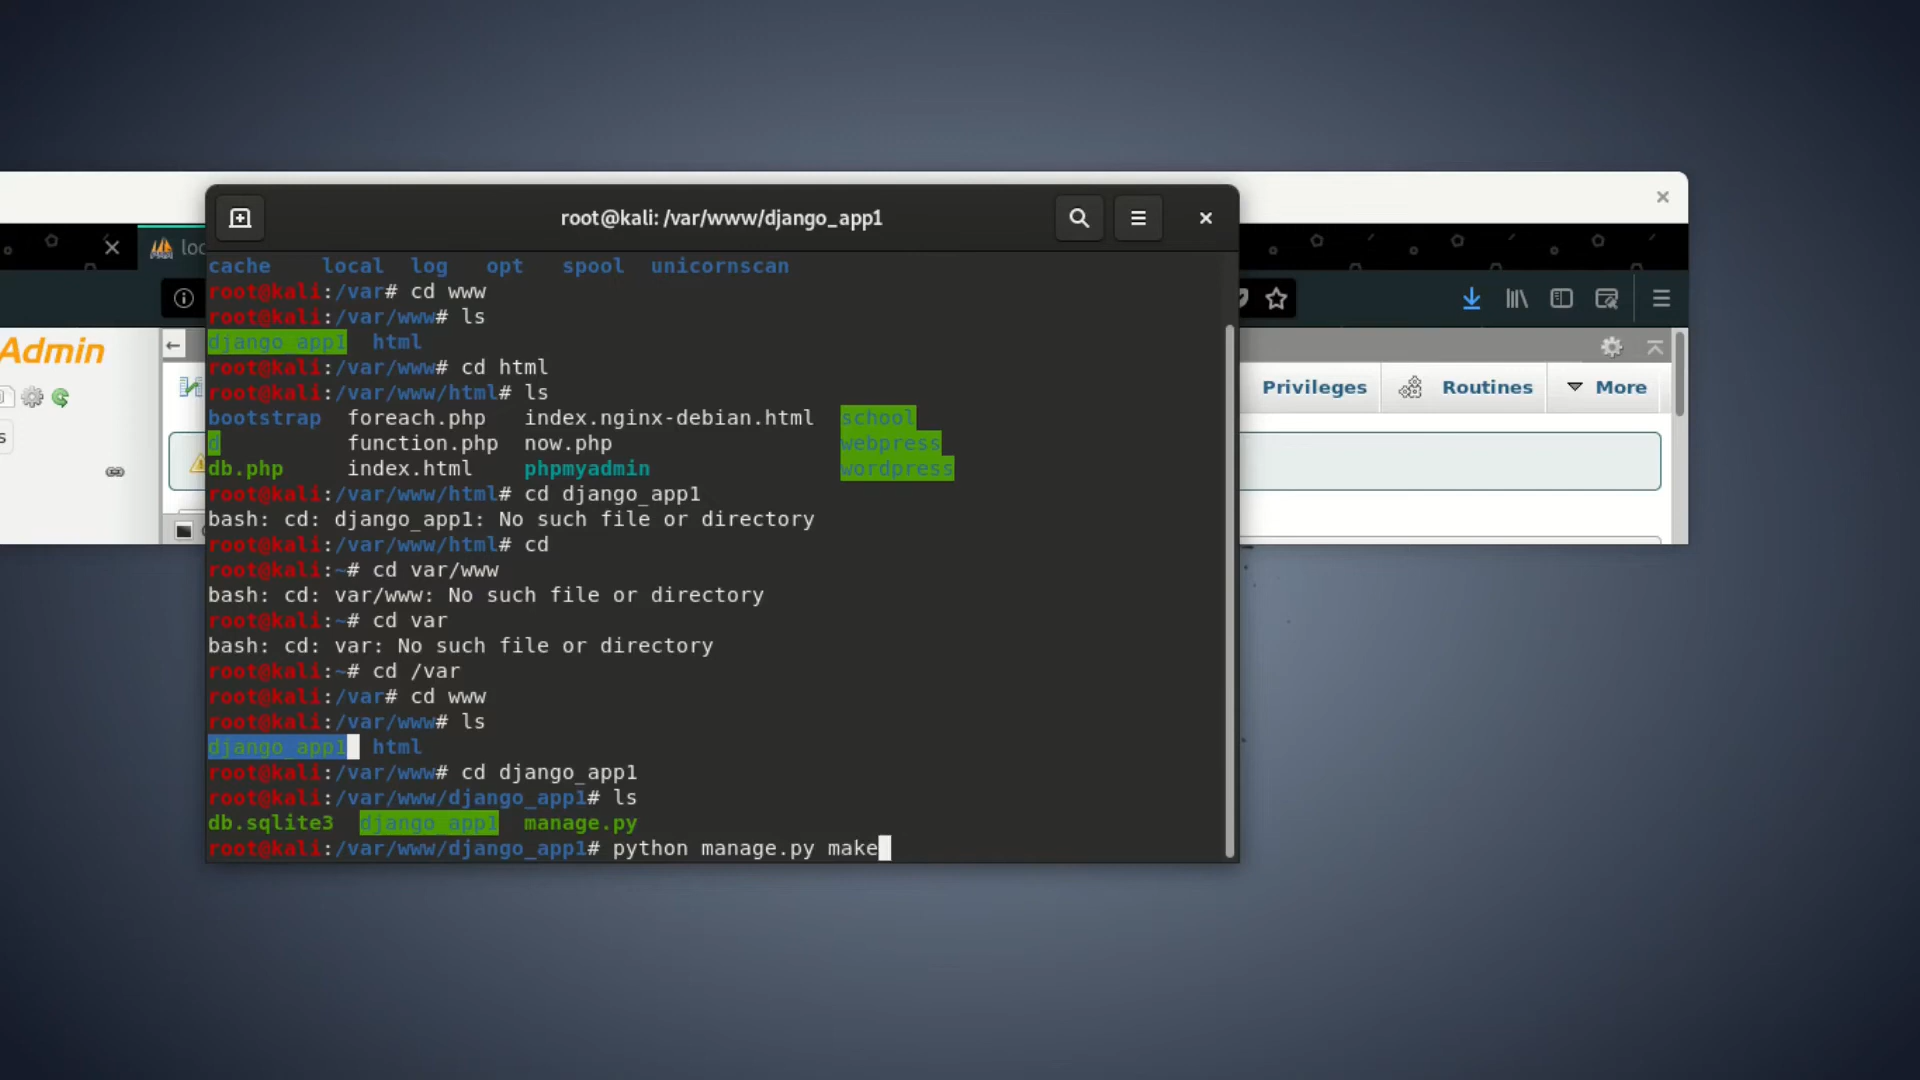 root@kali: /var/www/django_app1
cache local log opt spool unicornscan
root@kali:/var# cd www
root@kali:/var/www# ls
django_app1 html
root@kali:/var/www# cd html
root@kali:/var/www/html# ls
bootstrap foreach.php index.nginx-debian.html school
d function.php now.php webpress
db.php index.html phpmyadmin wordpress
root@kali:/var/www/html# cd django_app1
bash: cd: django_app1: No such file or directory
root@kali:/var/www/html# cd
root@kali:~# cd var/www
bash: cd: var/www: No such file or directory
root@kali:~# cd var
bash: cd: var: No such file or directory
root@kali:~# cd /var
root@kali:/var# cd www
root@kali:/var/www# ls
django_app1 html
root@kali:/var/www# cd django_app1
root@kali:/var/www/django_app1# ls
db.sqlite3 django_app1 manage.py
root@kali:/var/www/django_app1# python manage.py make
loc
Admin
s
Privileges Routines More